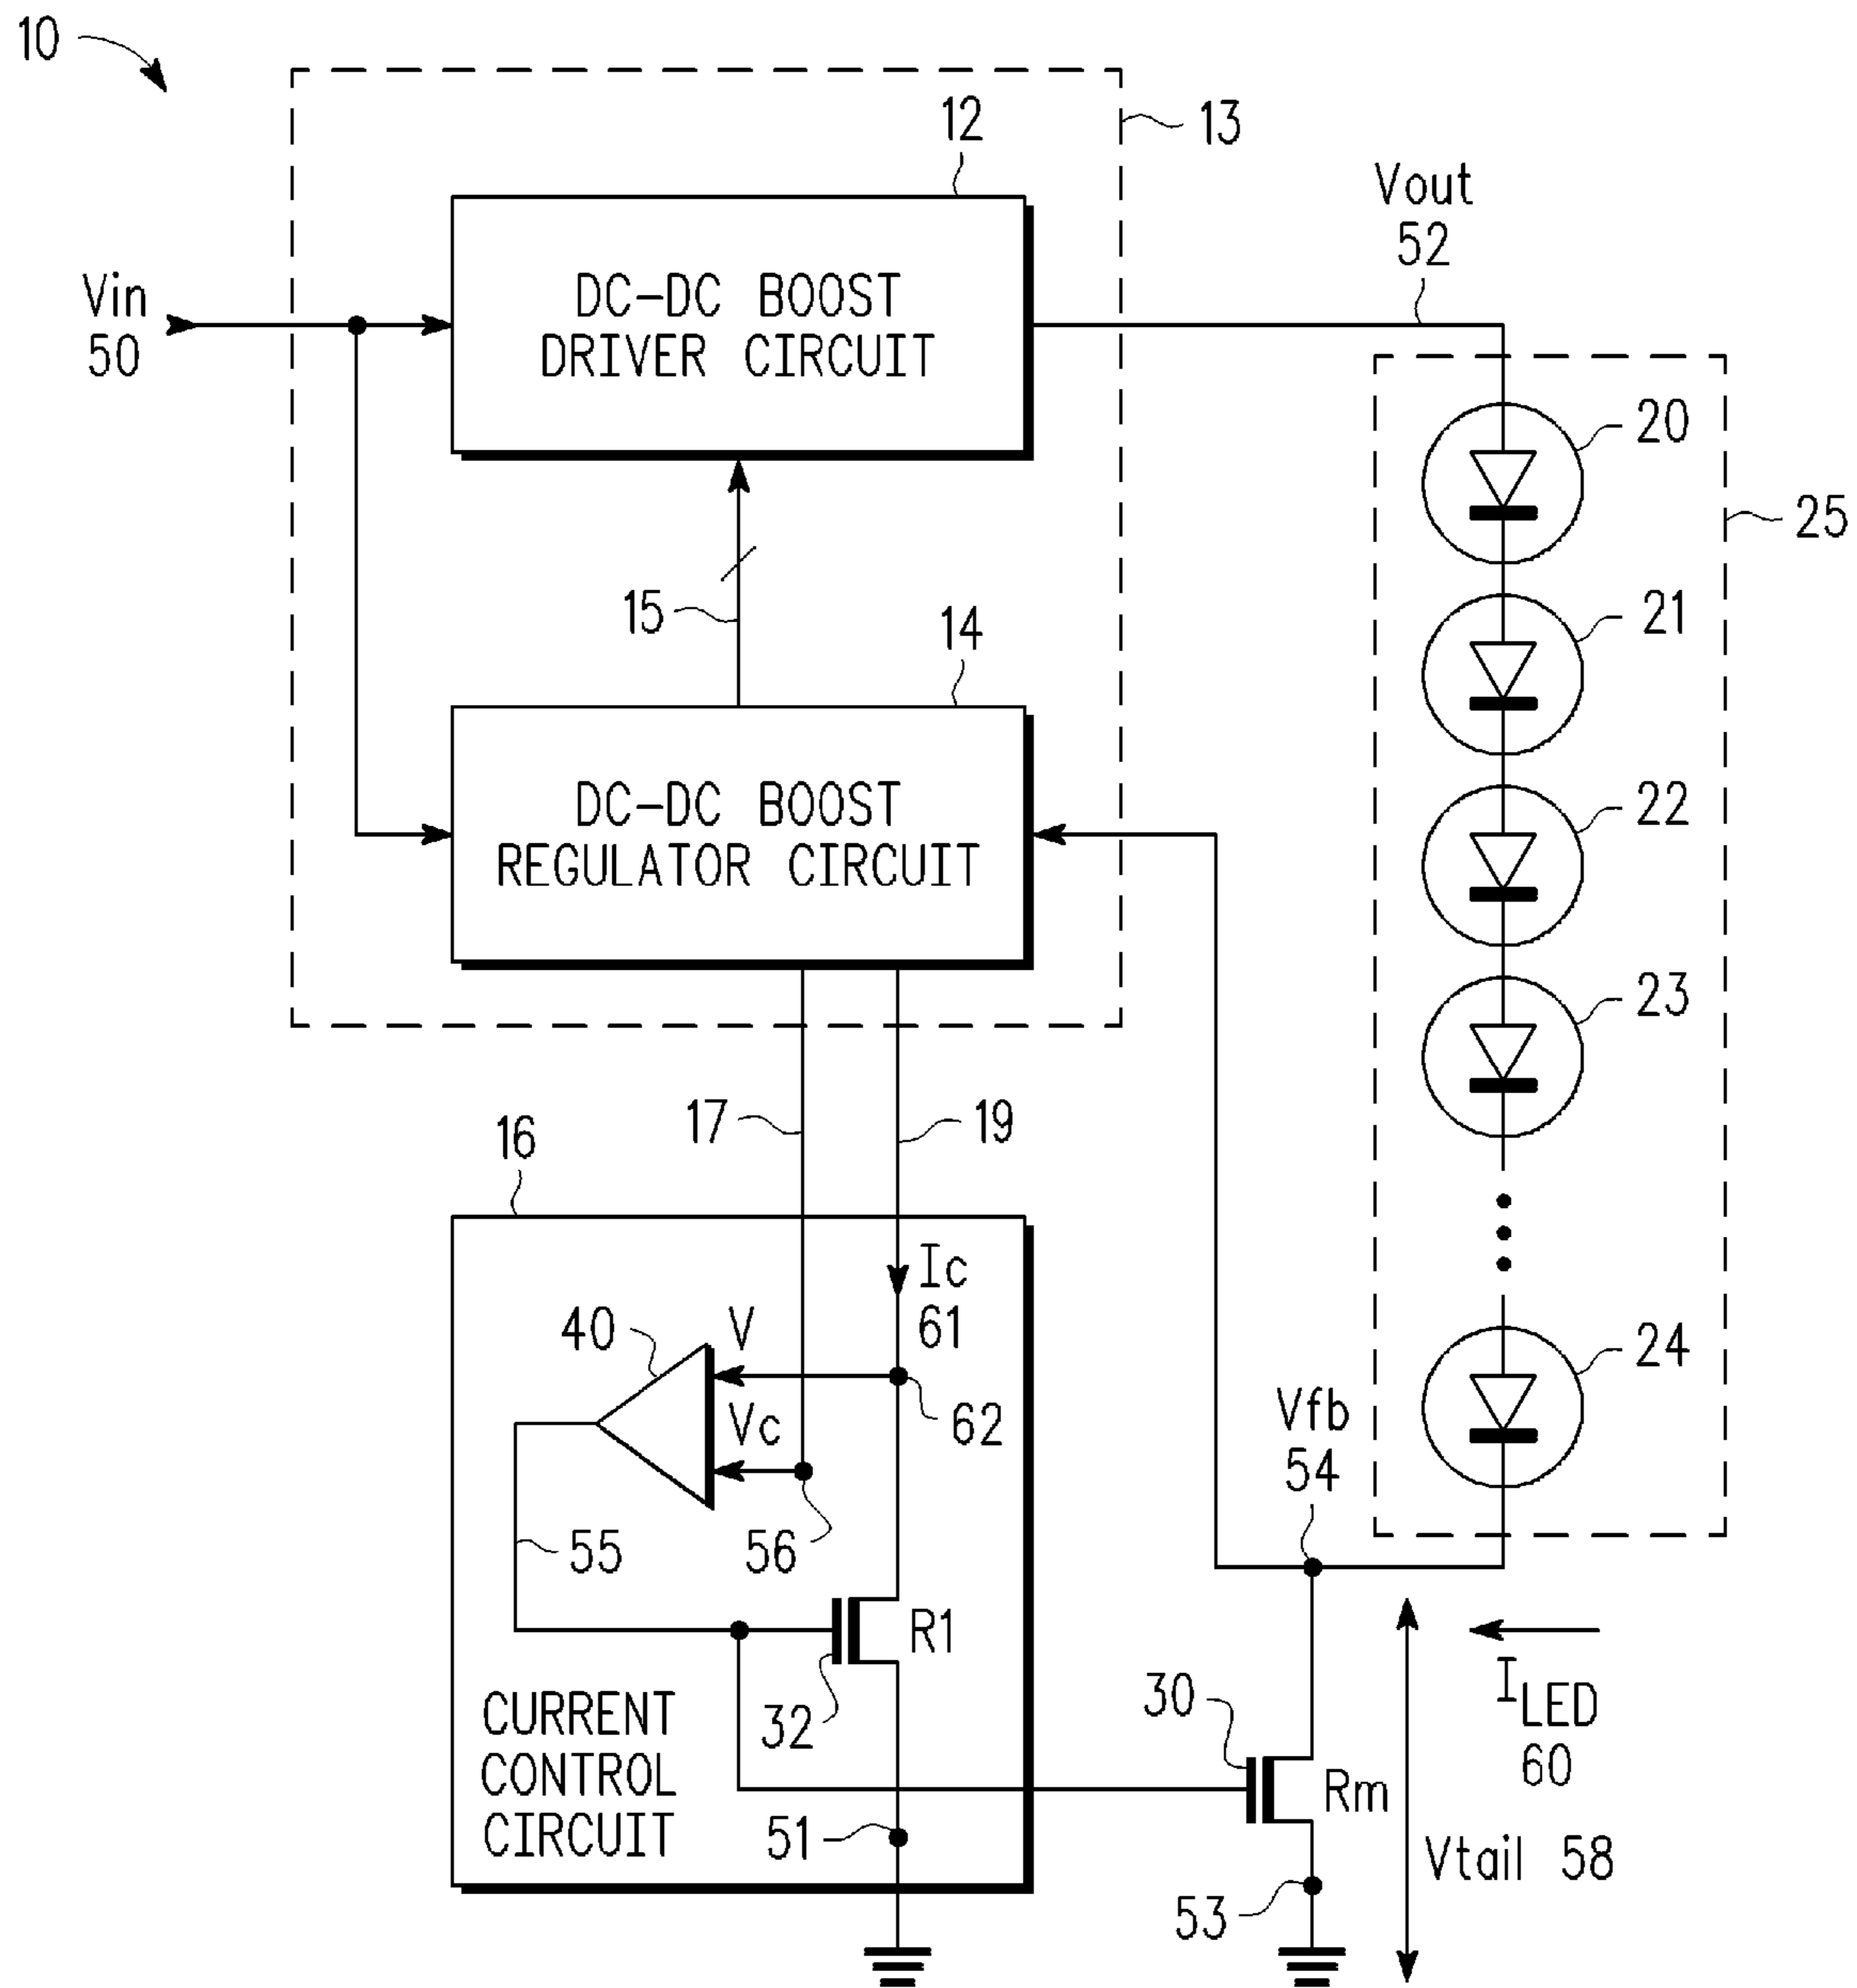 10
13
12
DC-DC BOOST
DRIVER CIRCUIT
Vin
50
Vout
52
20
25
21
15
14
DC-DC BOOST
REGULATOR CIRCUIT
22
23
17
19
16
Ic
61
40
V
Vc
62
24
Vfb
54
55
56
R1
32
CURRENT
CONTROL
CIRCUIT
51
30
Rm
ILED
60
Vtail 58
53